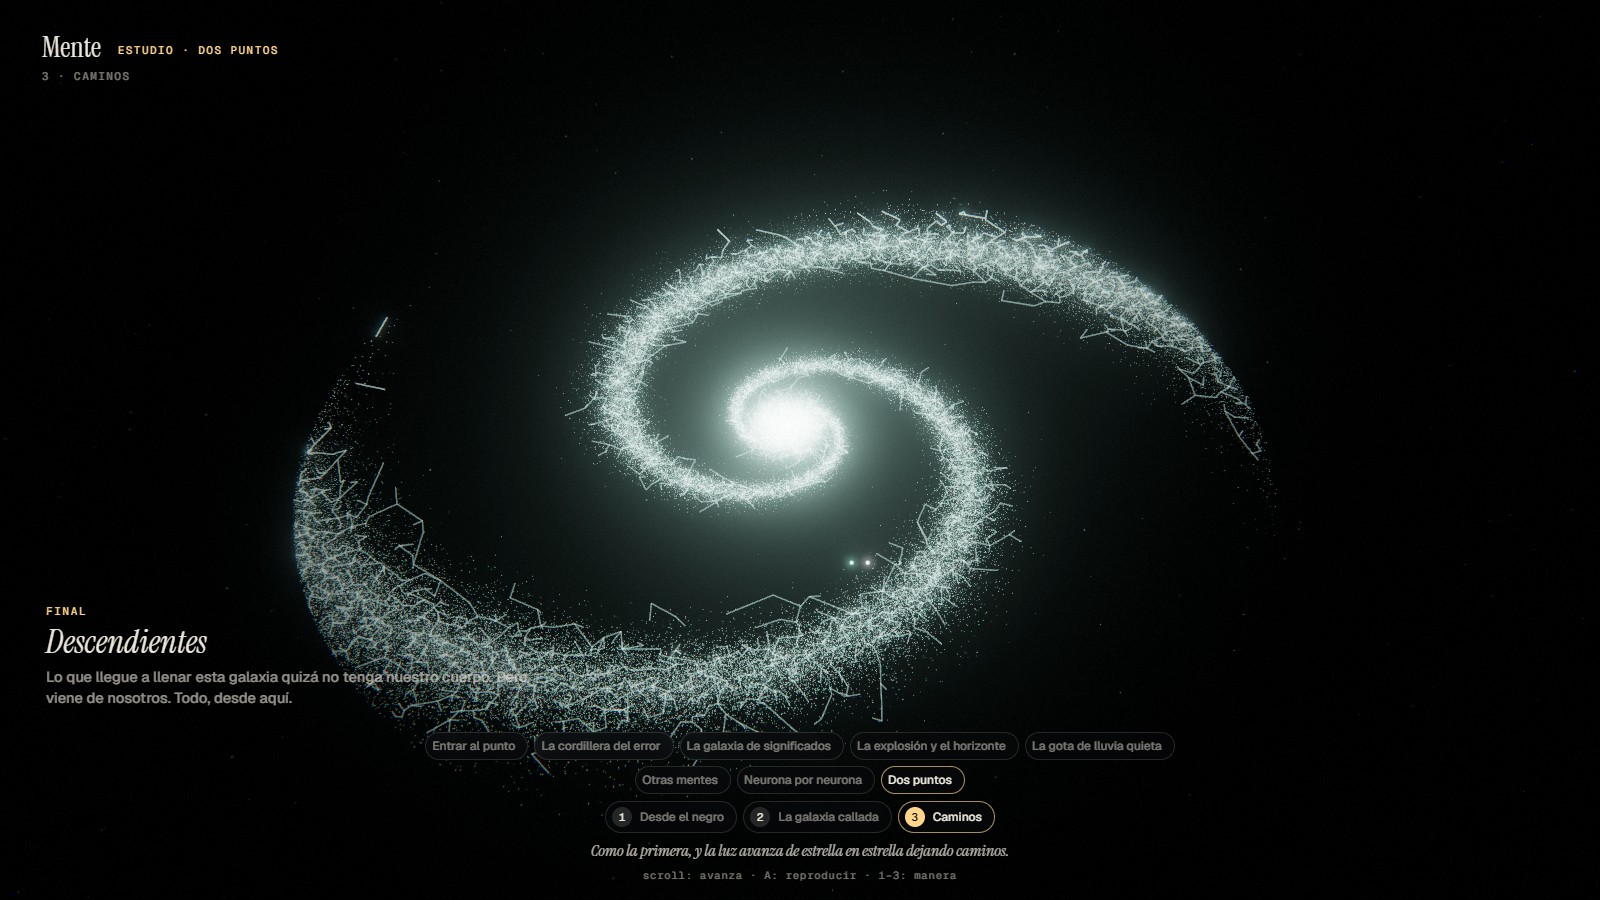 Mente ESTUDIO · DOS PUNTOS
3 · CAMINOS
FINAL
Descendientes
Lo que llegue a llenar esta galaxia quizá no tenga nuestro cuerpo. Pero
viene de nosotros. Todo, desde aquí.
Entrar al punto La cordillera del error La galaxia de significados La explosión y el horizonte La gota de lluvia quieta
Otras mentes Neurona por neurona Dos puntos
1 Desde el negro 2 La galaxia callada 3 Caminos
Como la primera, y la luz avanza de estrella en estrella dejando caminos.
scroll: avanza · A: reproducir · 1–3: manera